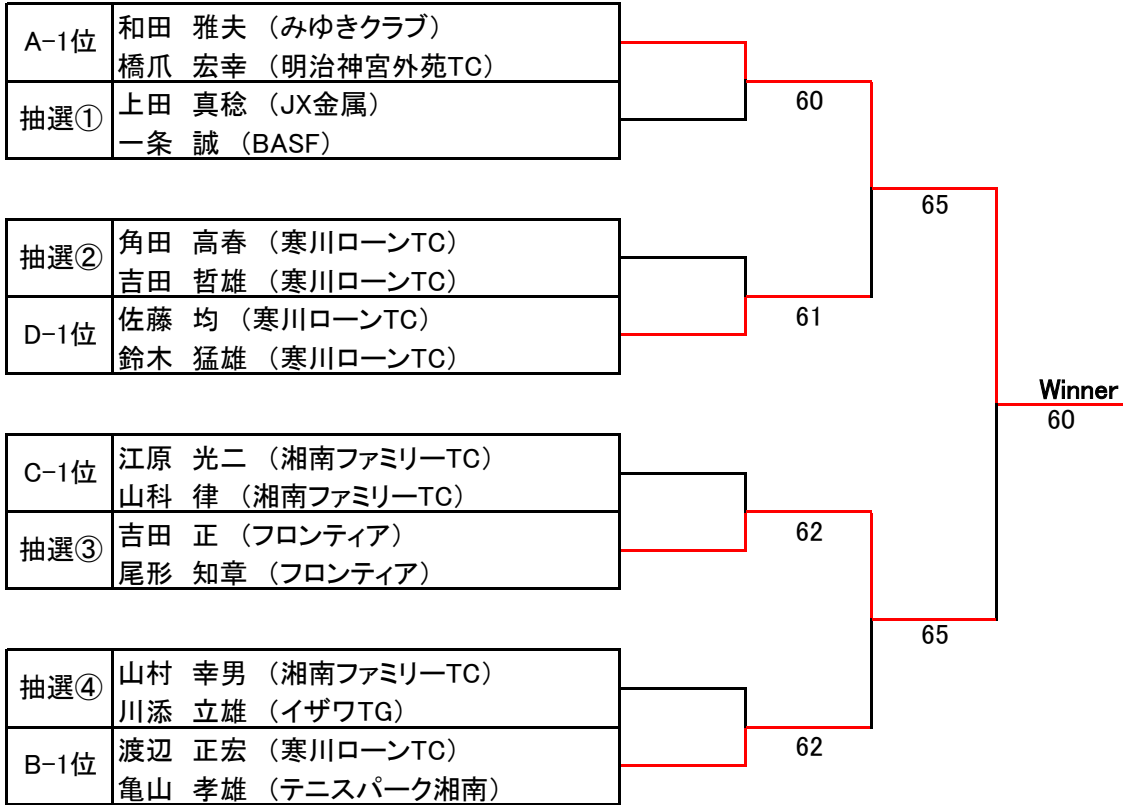 A-1位
和田 雅夫 (みゆきクラブ)
橋爪 宏幸 (明治神宮外苑TC)
抽選①
上田 真稔 (JX金属)
一条 誠 (BASF)
60
65
抽選②
角田 高春 (寒川ローンTC)
吉田 哲雄 (寒川ローンTC)
D-1位
佐藤 均 (寒川ローンTC)
鈴木 猛雄 (寒川ローンTC)
61
Winner
60
C-1位
江原 光二 (湘南ファミリーTC)
山科 律 (湘南ファミリーTC)
抽選③
吉田 正 (フロンティア)
尾形 知章 (フロンティア)
62
65
抽選④
山村 幸男 (湘南ファミリーTC)
川添 立雄 (イザワTG)
B-1位
渡辺 正宏 (寒川ローンTC)
亀山 孝雄 (テニスパーク湘南)
62